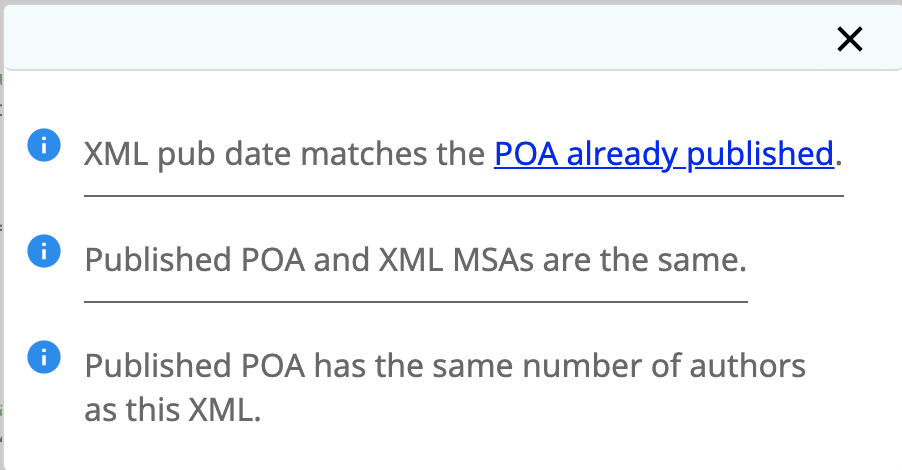 XML pub date matches the POA already published.
Published POA and XML MSAs are the same.
Published POA has the same number of authors
as this XML.